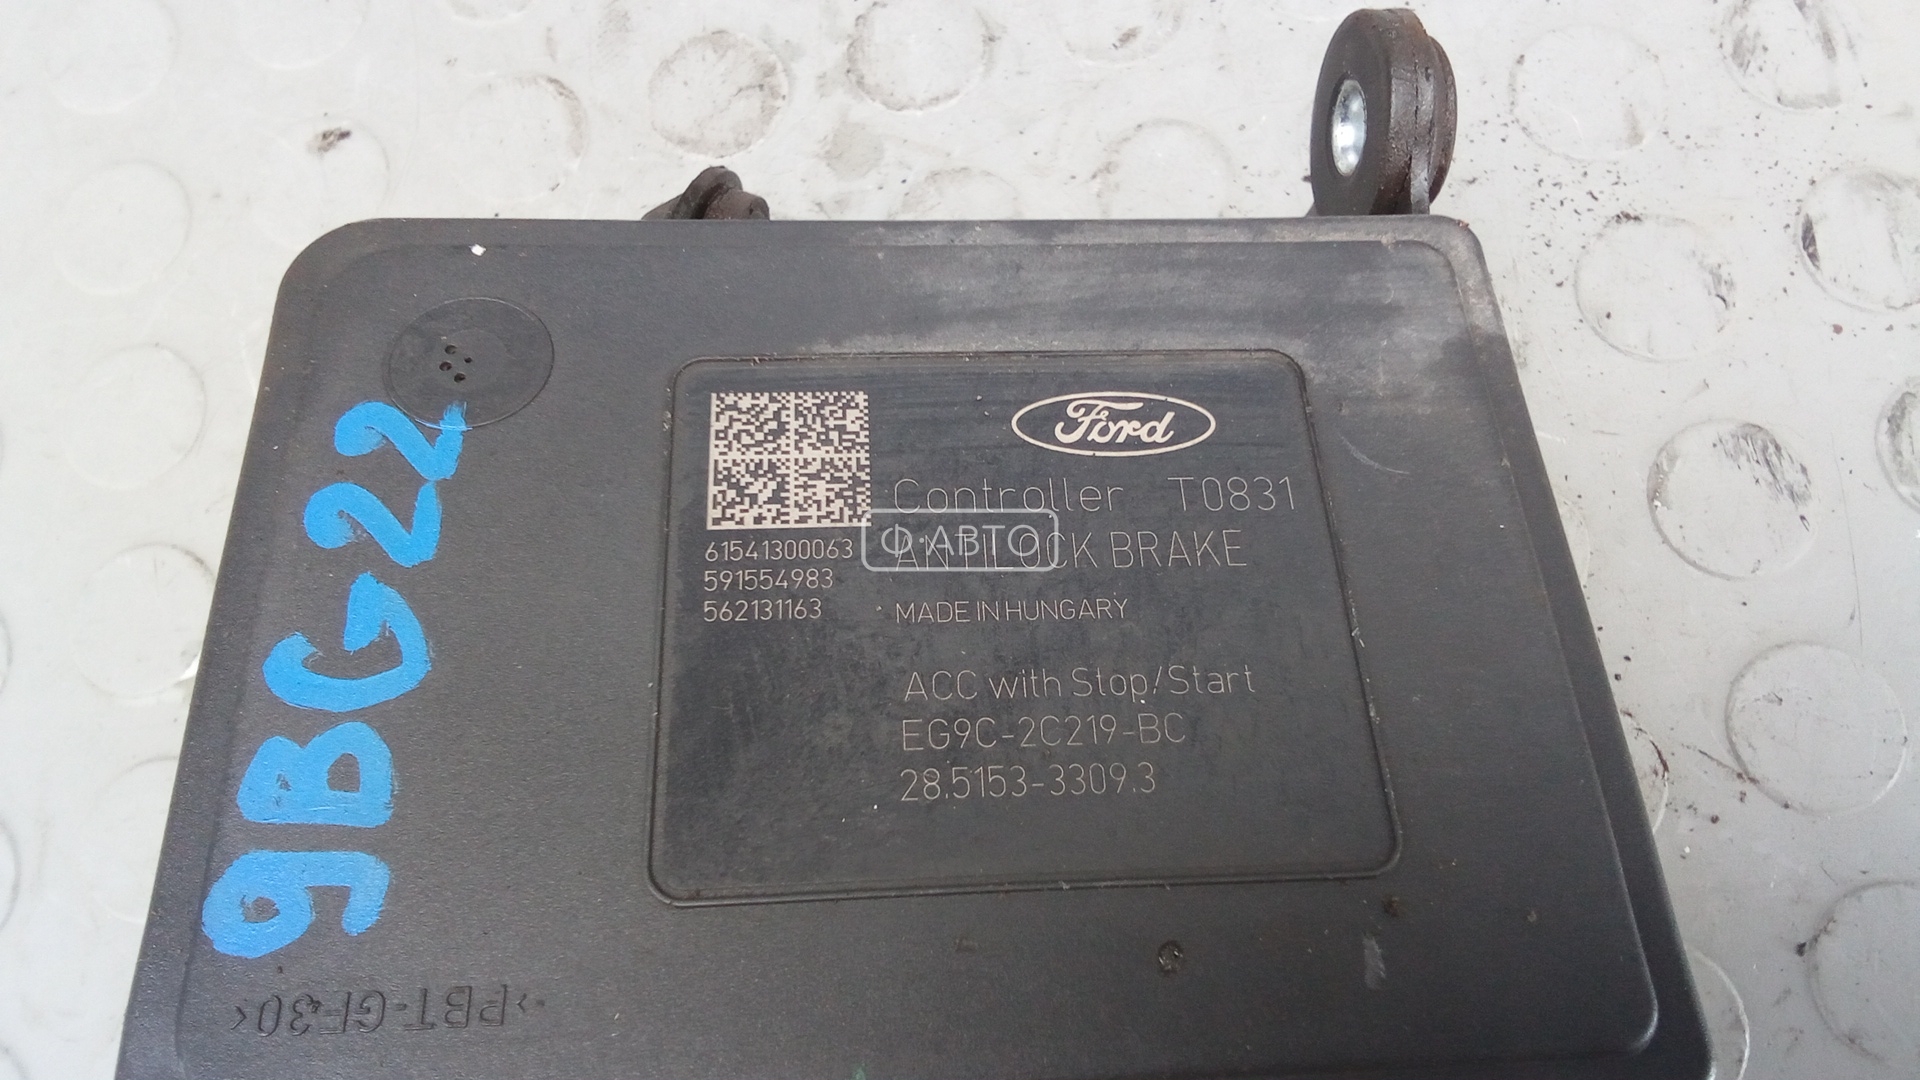 Ford
Controller T0831
ANTILOCK BRAKE
61541300063
591554983
562131163
MADE IN HUNGARY
ACC with Stop/Start
EG9C-2C219-BC
28.5153-3309.3
Ф·АВТО
9BG22
>PBT-GF30<